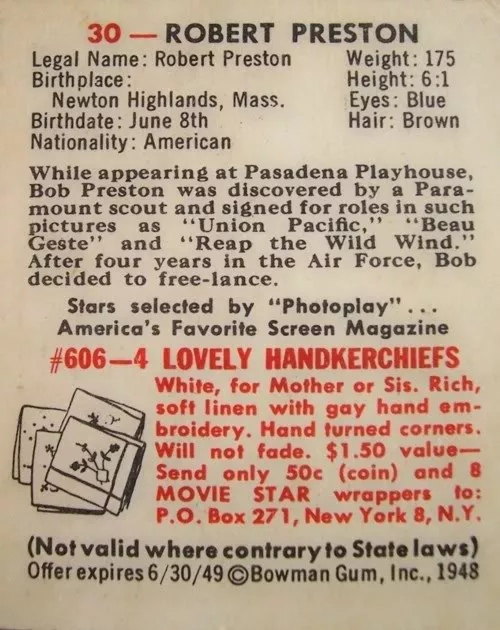 30 — ROBERT PRESTON
Legal Name: Robert Preston Weight: 175
Birthplace: Height: 6:1
Newton Highlands, Mass. Eyes: Blue
Birthdate: June 8th Hair: Brown
Nationality: American
While appearing at Pasadena Playhouse,
Bob Preston was discovered by a Para-
mount scout and signed for roles in such
pictures as "Union Pacific," "Beau
Geste" and "Reap the Wild Wind."
After four years in the Air Force, Bob
decided to free-lance.
Stars selected by "Photoplay" . . .
America's Favorite Screen Magazine
#606—4 LOVELY HANDKERCHIEFS
White, for Mother or Sis. Rich,
soft linen with gay hand em-
broidery. Hand turned corners.
Will not fade. $1.50 value—
Send only 50c (coin) and 8
MOVIE STAR wrappers to:
P.O. Box 271, New York 8, N.Y.
(Not valid where contrary to State laws)
Offer expires 6/30/49 © Bowman Gum, Inc., 1948